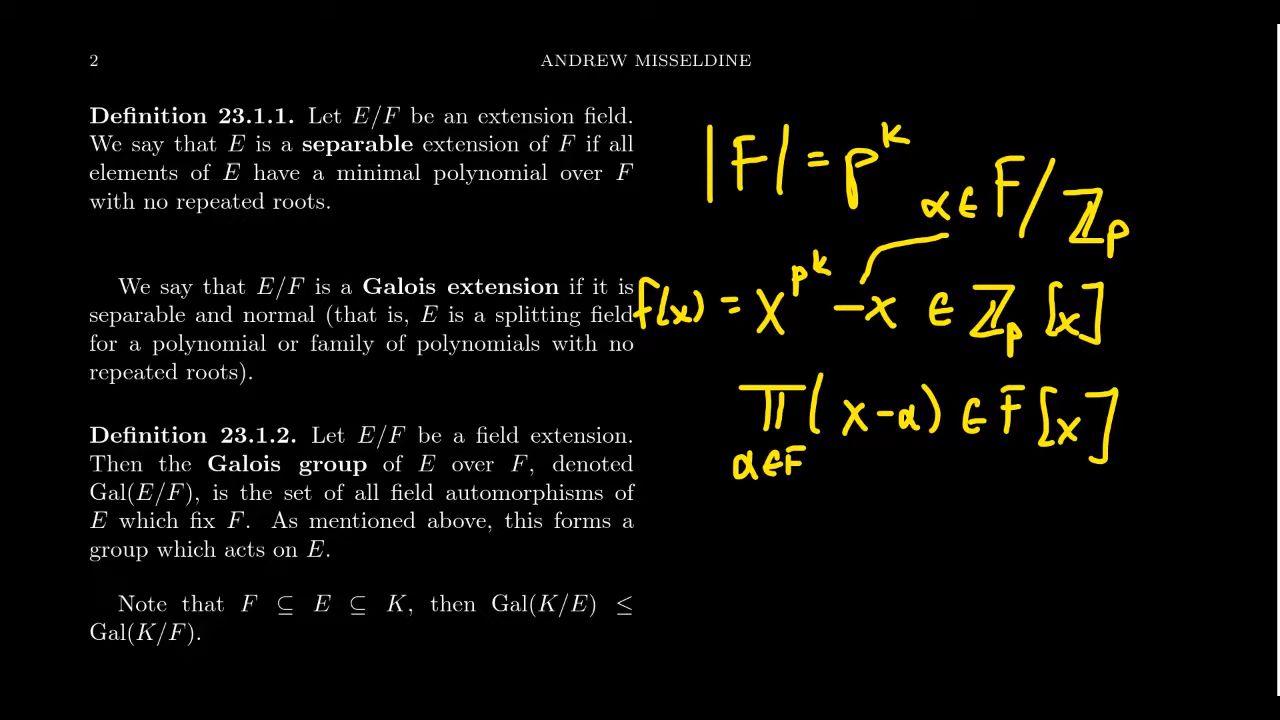 2
ANDREW MISSELDINE
Definition 23.1.1. Let E/F be an extension field.
We say that E is a separable extension of F if all
elements of E have a minimal polynomial over F
with no repeated roots.
We say that E/F is a Galois extension if it is
separable and normal (that is, E is a splitting field
for a polynomial or family of polynomials with no
repeated roots).
Definition 23.1.2. Let E/F be a field extension.
Then the Galois group of E over F, denoted
Gal(E/F), is the set of all field automorphisms of
E which fix F. As mentioned above, this forms a
group which acts on E.
Note that F ⊆ E ⊆ K, then Gal(K/E) ≤
Gal(K/F).
|F| = p^k
α ∈ F/ℤ_p
f(x) = x^{p^k} − x ∈ ℤ_p [x]
∏ (x − α) ∈ F[x]
α∈F